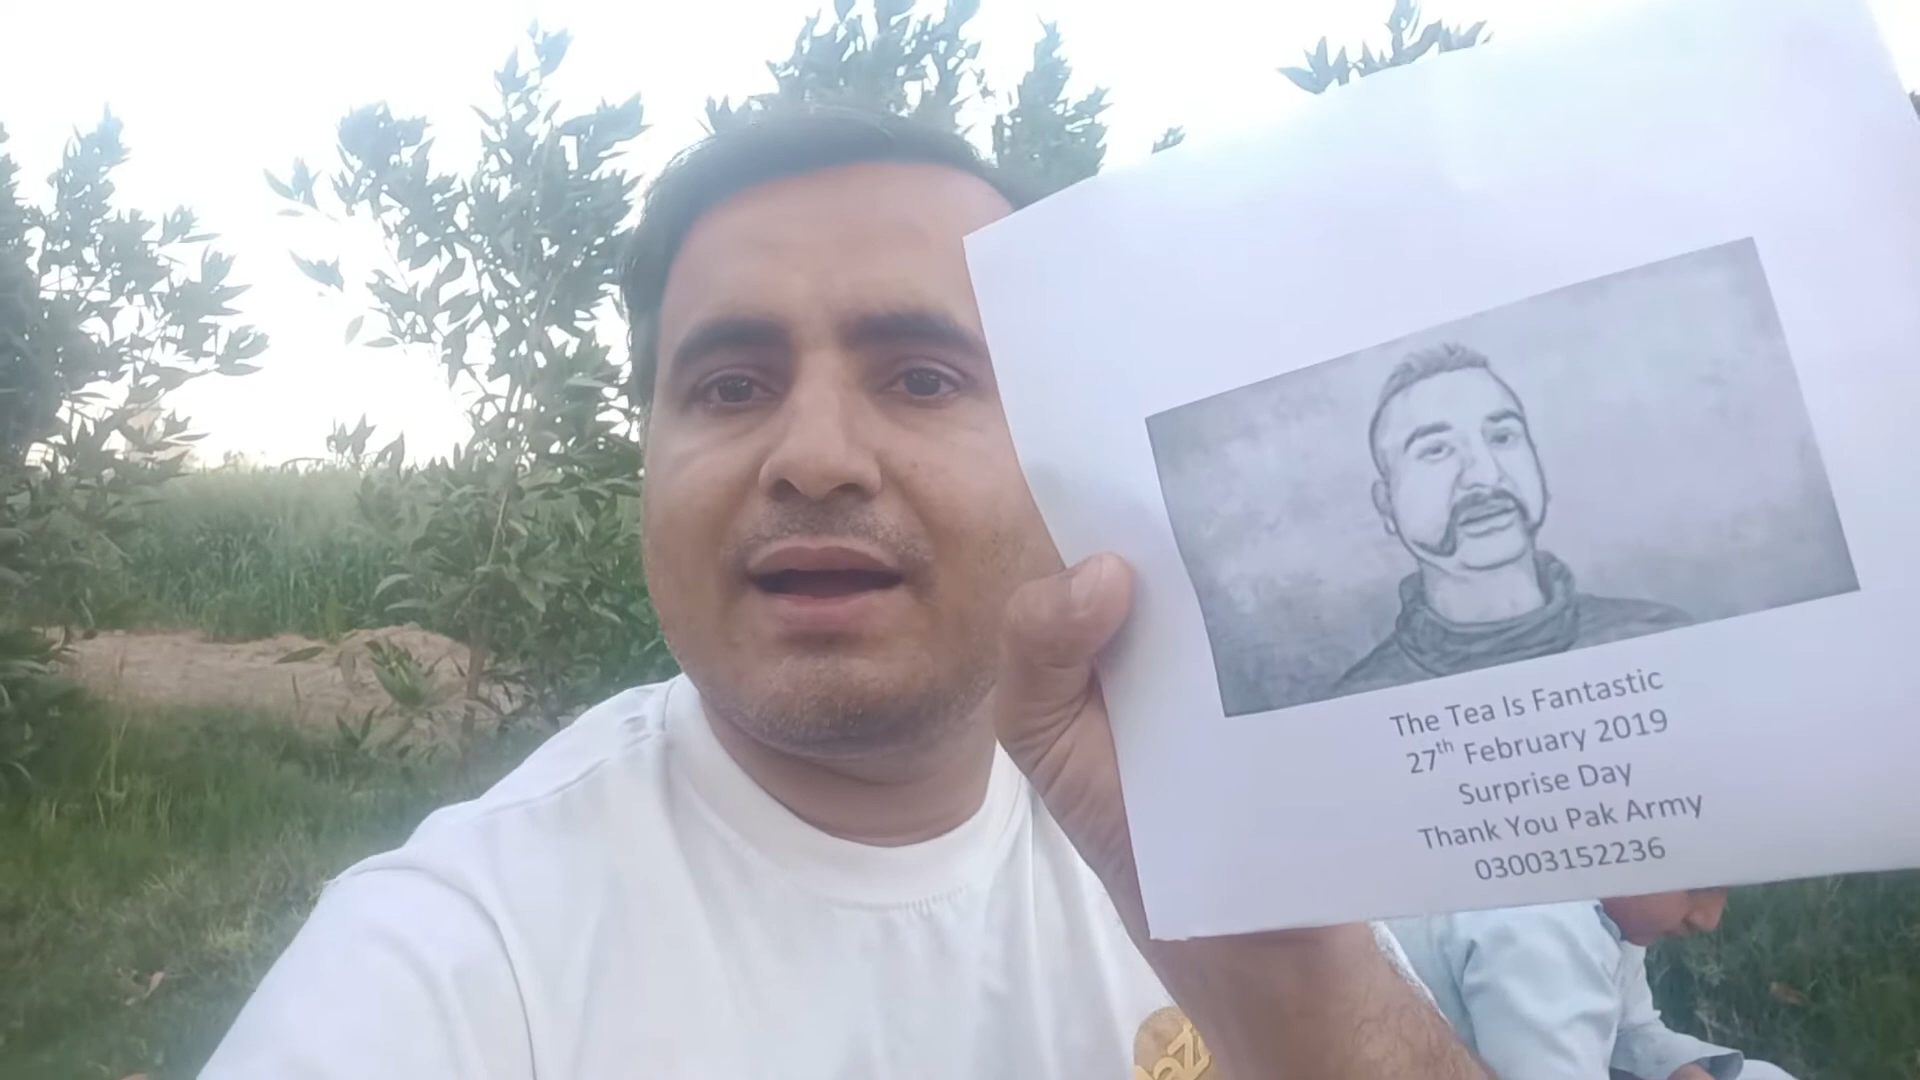 The Tea Is Fantastic
27th February 2019
Surprise Day
Thank You Pak Army
03003152236